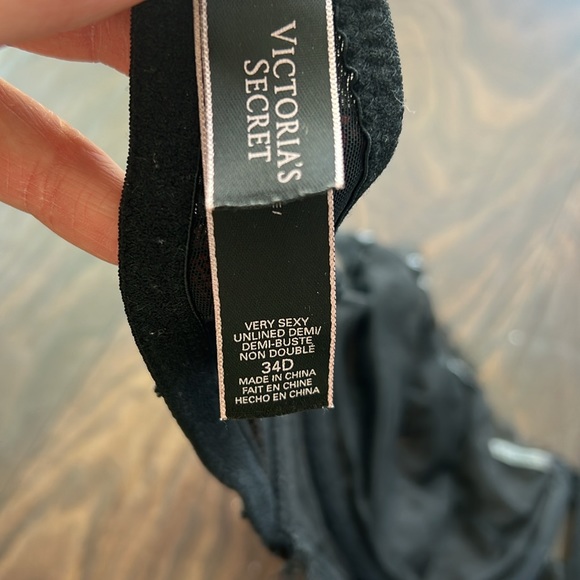 VICTORIA'S
SECRET
VERY SEXY
UNLINED DEMI/
DEMI-BUSTE
NON DOUBLÉ
34D
MADE IN CHINA
FAIT EN CHINE
HECHO EN CHINA